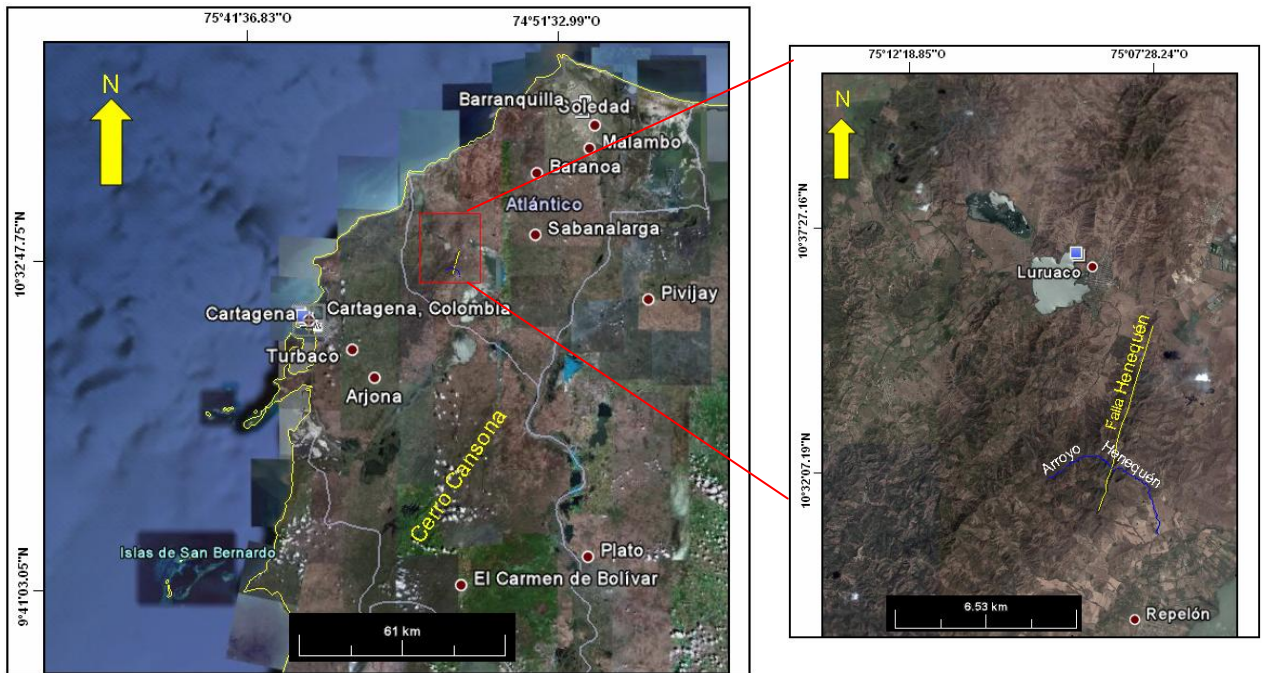 75°41'36.83''O
74°51'32.99''O
N
Barranquilla
Soledad
Malambo
Baranoa
Atlántico
Sabanalarga
10°32'47.75''N
Pivijay
Cartagena
Cartagena, Colombia
Turbaco
Arjona
Cerro Cansona
Islas de San Bernardo
Plato
El Carmen de Bolívar
9°41'03.05''N
61 km
75°12'18.85''O
75°07'28.24''O
N
10°37'27.16''N
Luruaco
Falla Henequén
Arroyo Henequén
10°32'07.19''N
6.53 km
Repelón